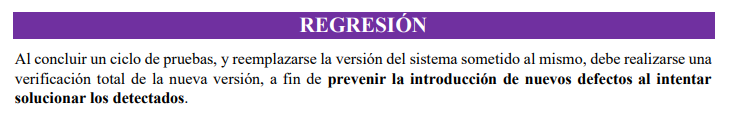 REGRESIÓN
Al concluir un ciclo de pruebas, y reemplazarse la versión del sistema sometido al mismo, debe realizarse una
verificación total de la nueva versión, a fin de prevenir la introducción de nuevos defectos al intentar
solucionar los detectados.